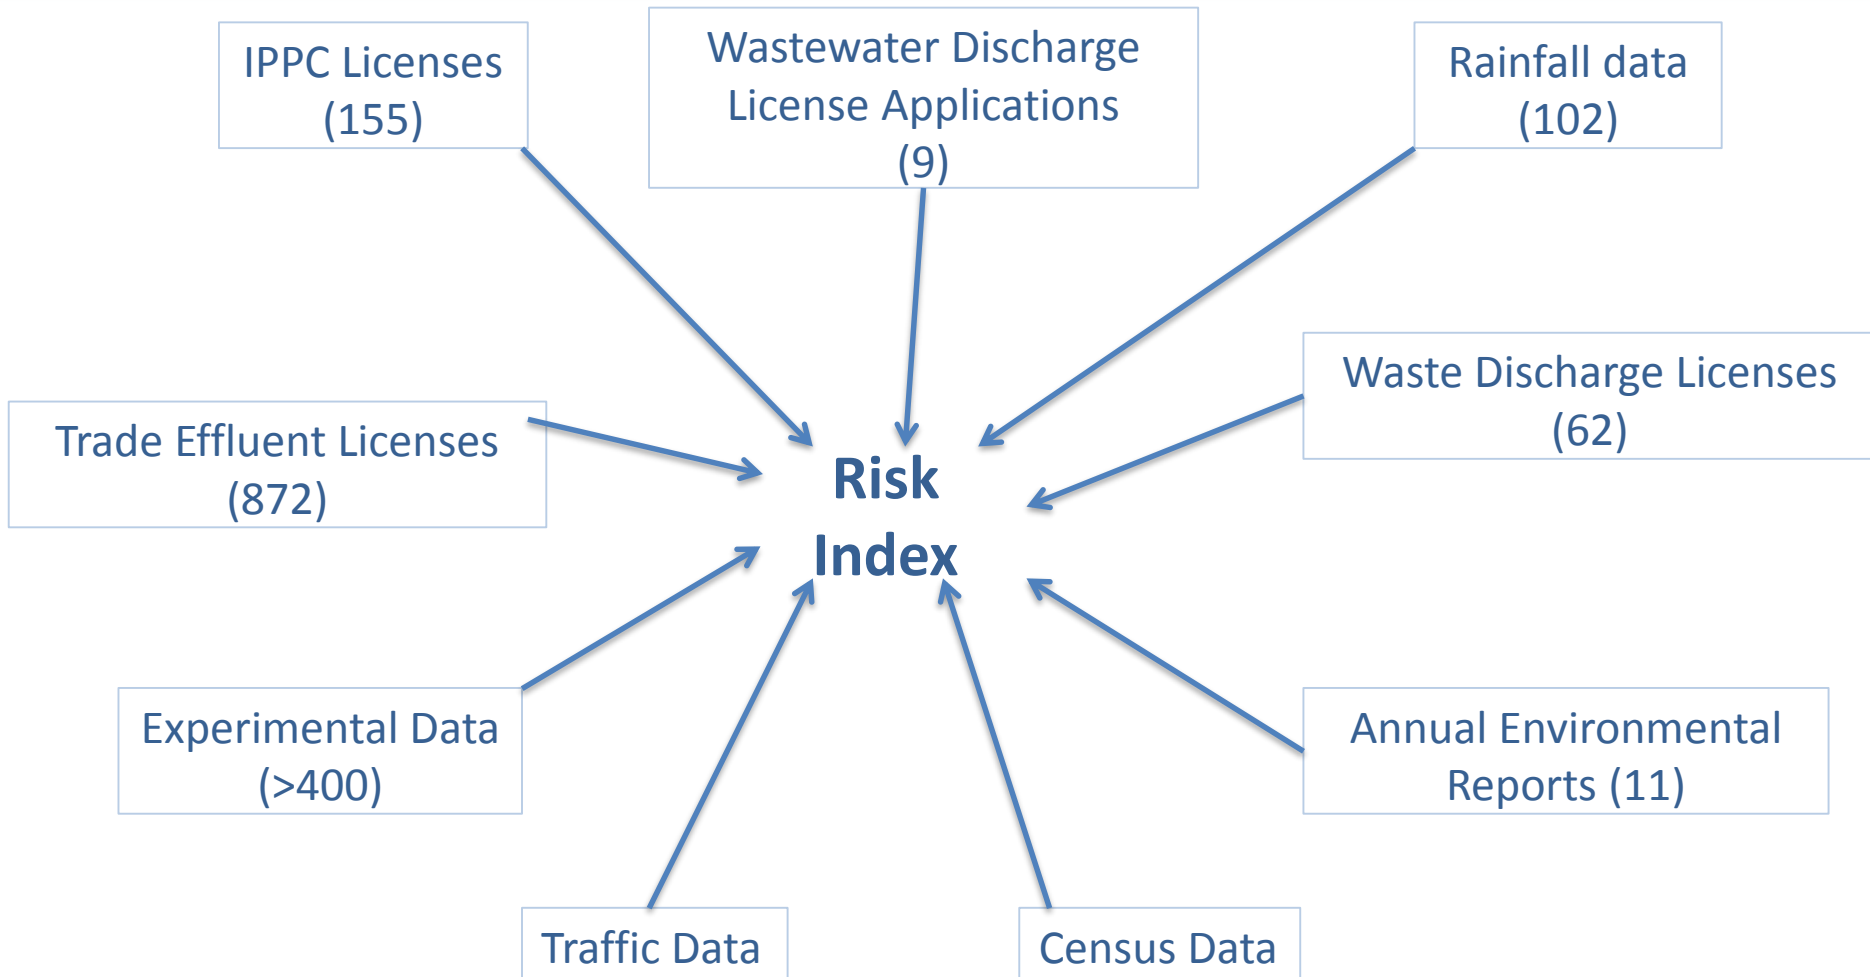 IPPC Licenses
(155)
Wastewater Discharge
License Applications
(9)
Rainfall data
(102)
Waste Discharge Licenses
(62)
Trade Effluent Licenses
(872)
Risk
Index
Experimental Data
(>400)
Annual Environmental
Reports (11)
Traffic Data
Census Data